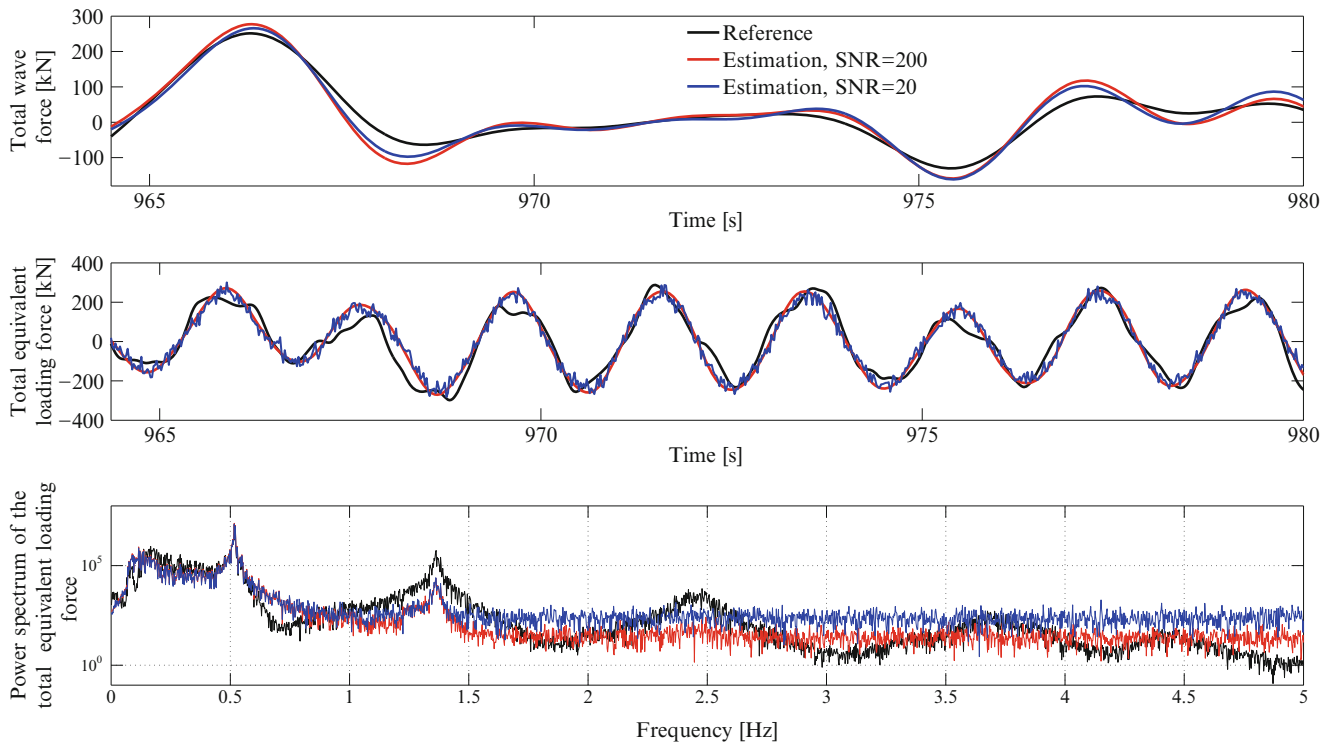 Total wave
force [kN]
300
200
100
0
−100
Reference
Estimation, SNR=200
Estimation, SNR=20
965
970
975
980
Time [s]
Total equivalent
loading force [kN]
400
200
0
−200
−400
965
970
975
980
Time [s]
Power spectrum of the
total equivalent loading
force
10^5
10^0
0
0.5
1
1.5
2
2.5
3
3.5
4
4.5
5
Frequency [Hz]